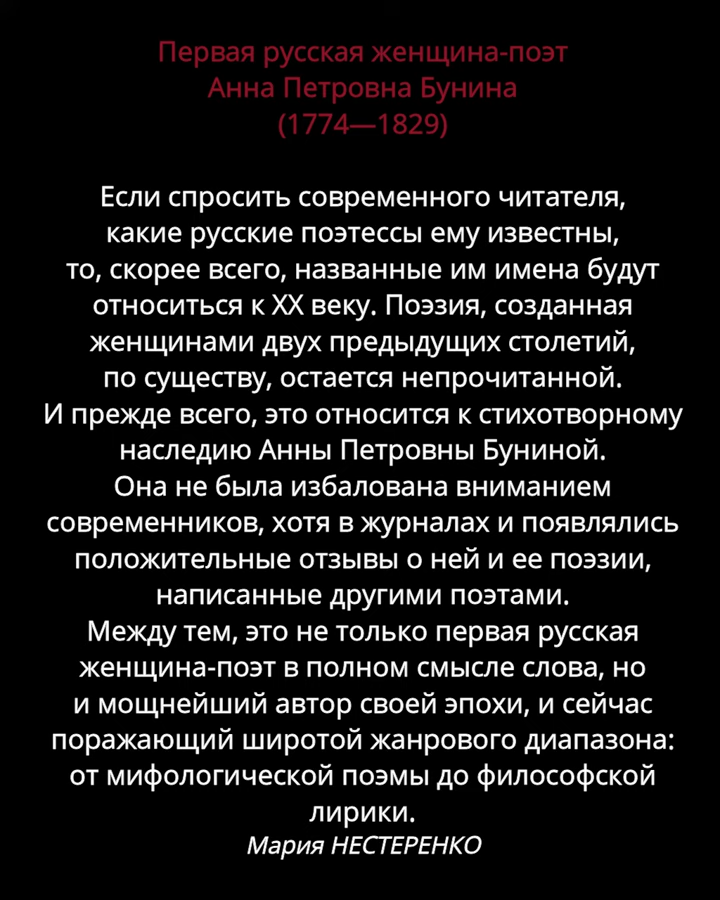 Первая русская женщина-поэт
Анна Петровна Бунина
(1774—1829)
Если спросить современного читателя,
какие русские поэтессы ему известны,
то, скорее всего, названные им имена будут
относиться к XX веку. Поэзия, созданная
женщинами двух предыдущих столетий,
по существу, остается непрочитанной.
И прежде всего, это относится к стихотворному
наследию Анны Петровны Буниной.
Она не была избалована вниманием
современников, хотя в журналах и появлялись
положительные отзывы о ней и ее поэзии,
написанные другими поэтами.
Между тем, это не только первая русская
женщина-поэт в полном смысле слова, но
и мощнейший автор своей эпохи, и сейчас
поражающий широтой жанрового диапазона:
от мифологической поэмы до философской
лирики.
Мария НЕСТЕРЕНКО